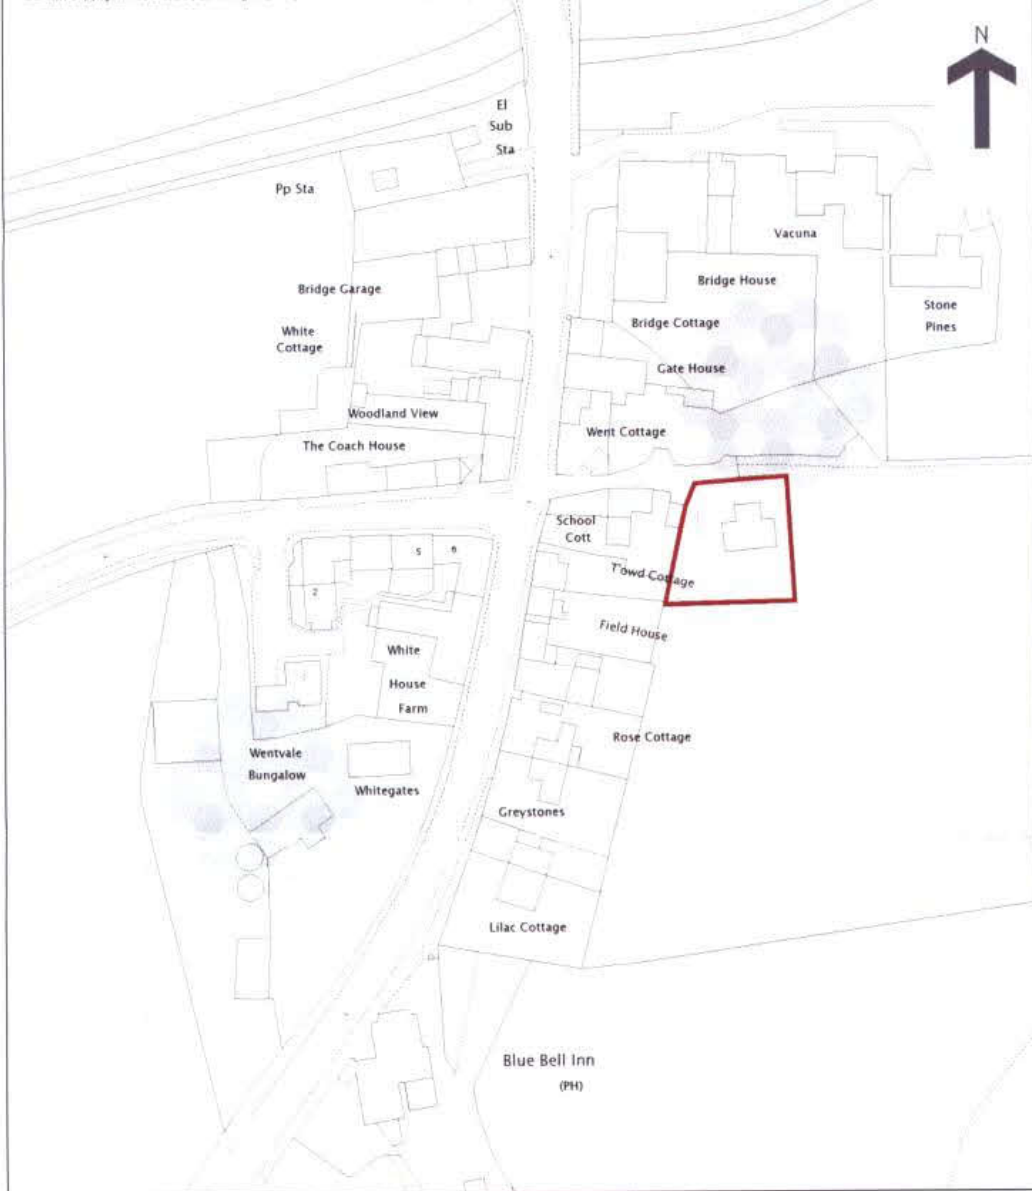 N
El
Sub
Sta
Pp Sta
Vacuna
Bridge House
Bridge Garage
Stone
Pines
Bridge Cottage
White
Cottage
Gate House
Woodland View
Went Cottage
The Coach House
School
Cott
5
6
T'owd Cottage
2
Field House
White
House
Farm
Rose Cottage
Wentvale
Bungalow
Whitegates
Greystones
Lilac Cottage
Blue Bell Inn
(PH)